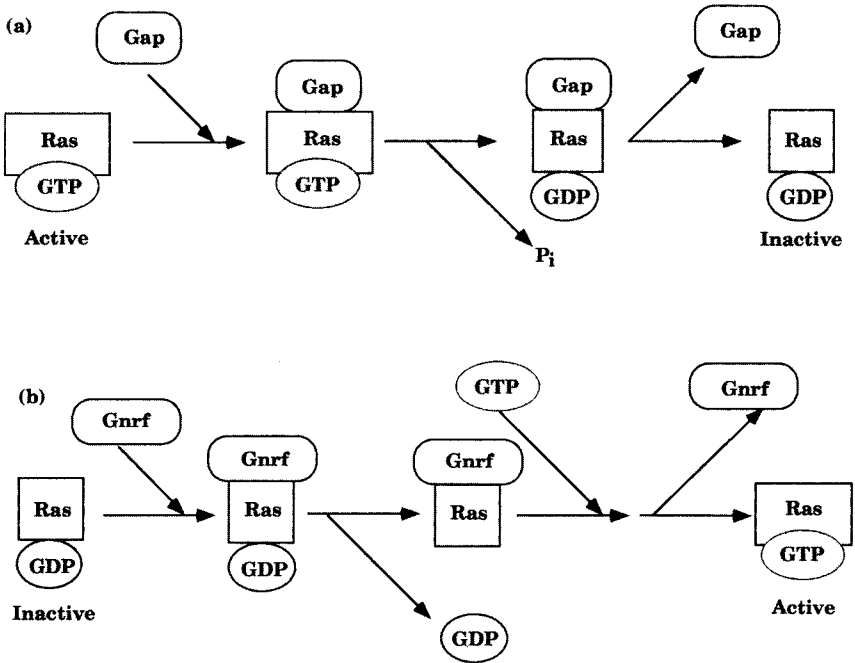 (a)
Gap
Gap
Gap
Gap
Ras
Ras
Ras
Ras
GTP
GTP
GDP
GDP
Active
Inactive
Pi
(b)
Gnrf
GTP
Gnrf
Gnrf
Gnrf
Ras
Ras
Ras
Ras
GDP
GDP
GTP
Inactive
Active
GDP